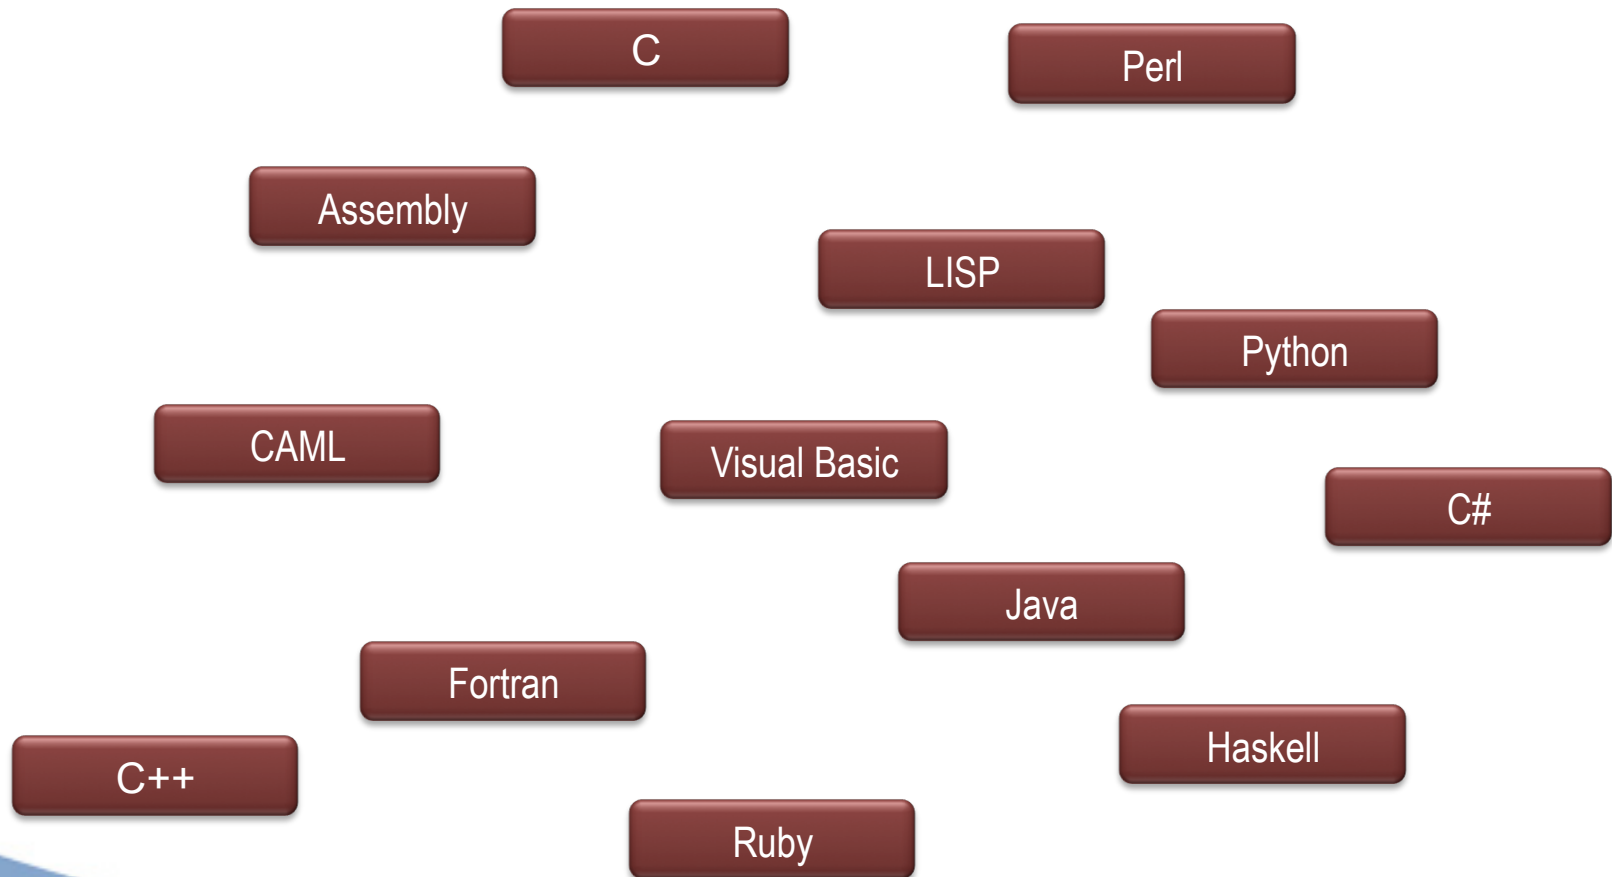 C
Perl
Assembly
LISP
Python
CAML
Visual Basic
C#
Java
Fortran
Haskell
C++
Ruby